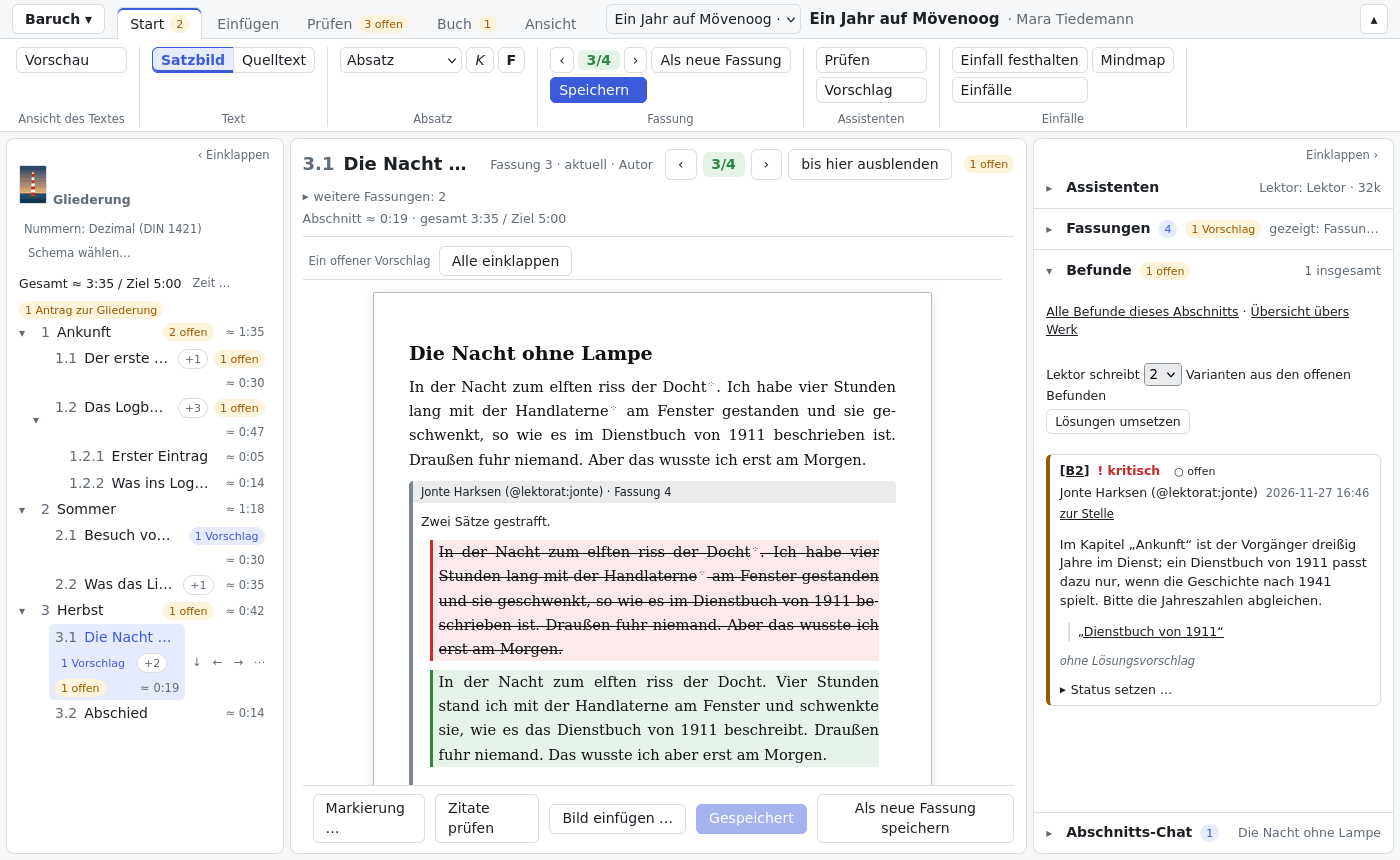 Baruch ▾
Start 2
Einfügen
Prüfen 3 offen
Buch 1
Ansicht
Ein Jahr auf Mövenoog ·
Ein Jahr auf Mövenoog · Mara Tiedemann
▴
Vorschau
Ansicht des Textes
Satzbild Quelltext
Text
Absatz K F
Absatz
‹ 3/4 › Als neue Fassung
Speichern
Fassung
Prüfen
Vorschlag
Assistenten
Einfall festhalten Mindmap
Einfälle
Einfälle
‹ Einklappen
Gliederung
Nummern: Dezimal (DIN 1421)
Schema wählen…
Gesamt ≈ 3:35 / Ziel 5:00 Zeit …
1 Antrag zur Gliederung
▾ 1 Ankunft 2 offen ≈ 1:35
1.1 Der erste … +1 1 offen
≈ 0:30
▾ 1.2 Das Logb… +3 1 offen
≈ 0:47
1.2.1 Erster Eintrag ≈ 0:05
1.2.2 Was ins Log… ≈ 0:14
▾ 2 Sommer ≈ 1:18
2.1 Besuch vo… 1 Vorschlag
≈ 0:30
2.2 Was das Li… +1 ≈ 0:35
▾ 3 Herbst 1 offen ≈ 0:42
3.1 Die Nacht …
1 Vorschlag +2 ↓ ← → ···
1 offen ≈ 0:19
3.2 Abschied ≈ 0:14
3.1 Die Nacht … Fassung 3 · aktuell · Autor ‹ 3/4 › bis hier ausblenden 1 offen
▸ weitere Fassungen: 2
Abschnitt ≈ 0:19 · gesamt 3:35 / Ziel 5:00
Ein offener Vorschlag Alle einklappen
Die Nacht ohne Lampe
In der Nacht zum elften riss der Docht. Ich habe vier Stunden
lang mit der Handlaterne am Fenster gestanden und sie ge-
schwenkt, so wie es im Dienstbuch von 1911 beschrieben ist.
Draußen fuhr niemand. Aber das wusste ich erst am Morgen.
Jonte Harksen (@lektorat:jonte) · Fassung 4
Zwei Sätze gestrafft.
In der Nacht zum elften riss der Docht. Ich habe vier
Stunden lang mit der Handlaterne am Fenster gestanden
und sie geschwenkt, so wie es im Dienstbuch von 1911 be-
schrieben ist. Draußen fuhr niemand. Aber das wusste ich
erst am Morgen.
In der Nacht zum elften riss der Docht. Vier Stunden
stand ich mit der Handlaterne am Fenster und schwenkte
sie, wie es das Dienstbuch von 1911 beschreibt. Draußen
fuhr niemand. Das wusste ich aber erst am Morgen.
Markierung
…
Zitate
prüfen
Bild einfügen …
Gespeichert
Als neue Fassung
speichern
Einklappen ›
▸ Assistenten Lektor: Lektor · 32k
▸ Fassungen 4 1 Vorschlag gezeigt: Fassun…
▾ Befunde 1 offen 1 insgesamt
Alle Befunde dieses Abschnitts · Übersicht übers
Werk
Lektor schreibt 2 Varianten aus den offenen
Befunden
Lösungen umsetzen
[B2] ! kritisch ○ offen
Jonte Harksen (@lektorat:jonte) 2026-11-27 16:46
zur Stelle
Im Kapitel „Ankunft“ ist der Vorgänger dreißig
Jahre im Dienst; ein Dienstbuch von 1911 passt
dazu nur, wenn die Geschichte nach 1941
spielt. Bitte die Jahreszahlen abgleichen.
„Dienstbuch von 1911“
ohne Lösungsvorschlag
▸ Status setzen …
▸ Abschnitts-Chat 1 Die Nacht ohne Lampe